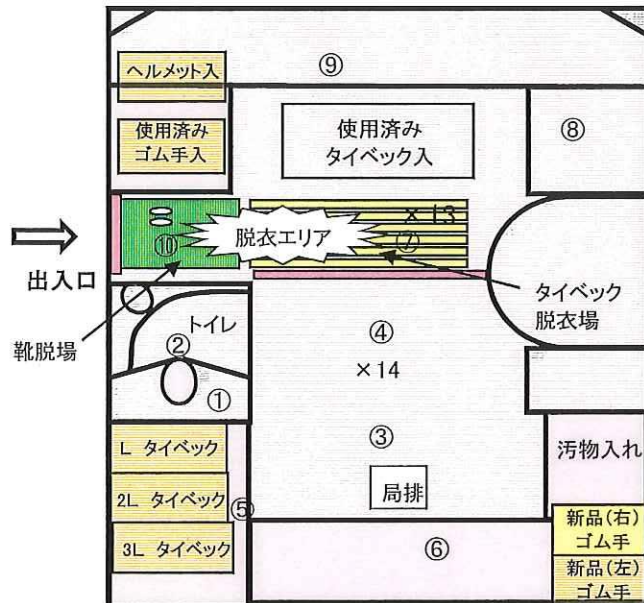 ヘルメット入
⑨
使用済み
ゴム手入
使用済み
タイベック入
⑧
×13
脱衣エリア
⑩
⑦
出入口
タイベック
脱衣場
靴脱場
トイレ
②
④
×14
①
③
L タイベック
汚物入れ
2L タイベック
局排
⑤
新品(右)
ゴム手
3L タイベック
⑥
新品(左)
ゴム手